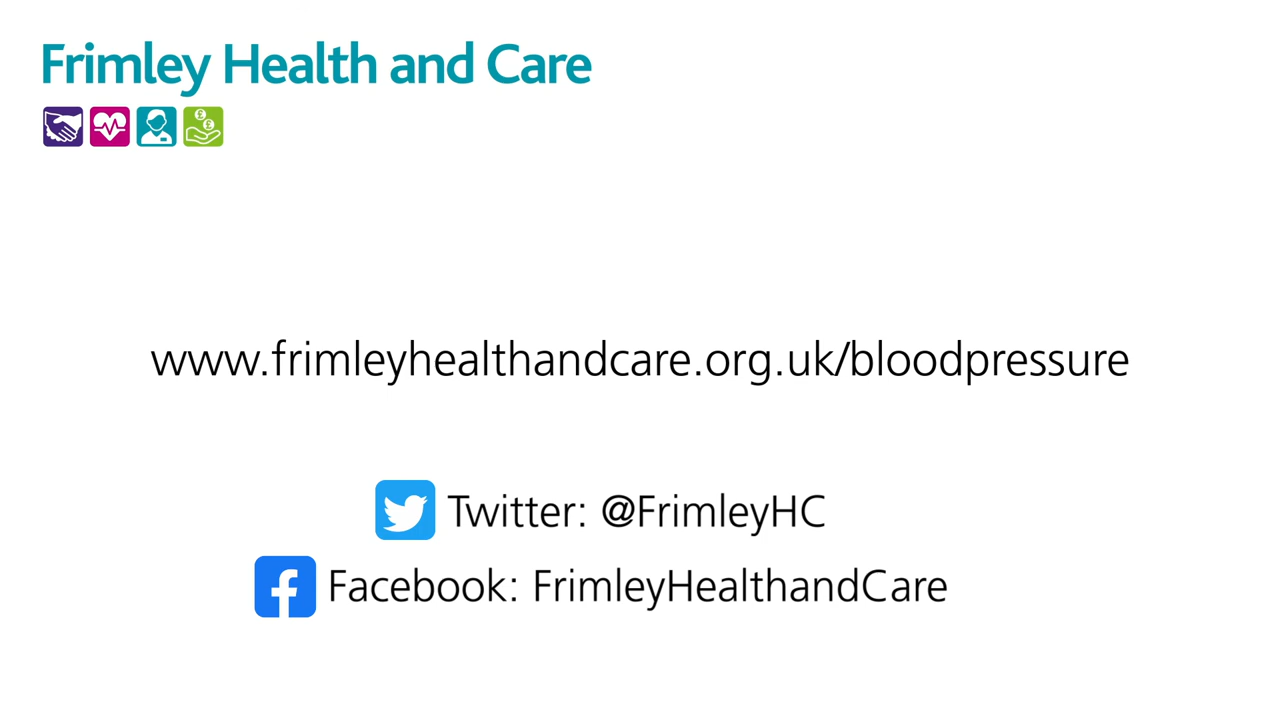 Frimley Health and Care
www.frimleyhealthandcare.org.uk/bloodpressure
Twitter: @FrimleyHC
Facebook: FrimleyHealthandCare